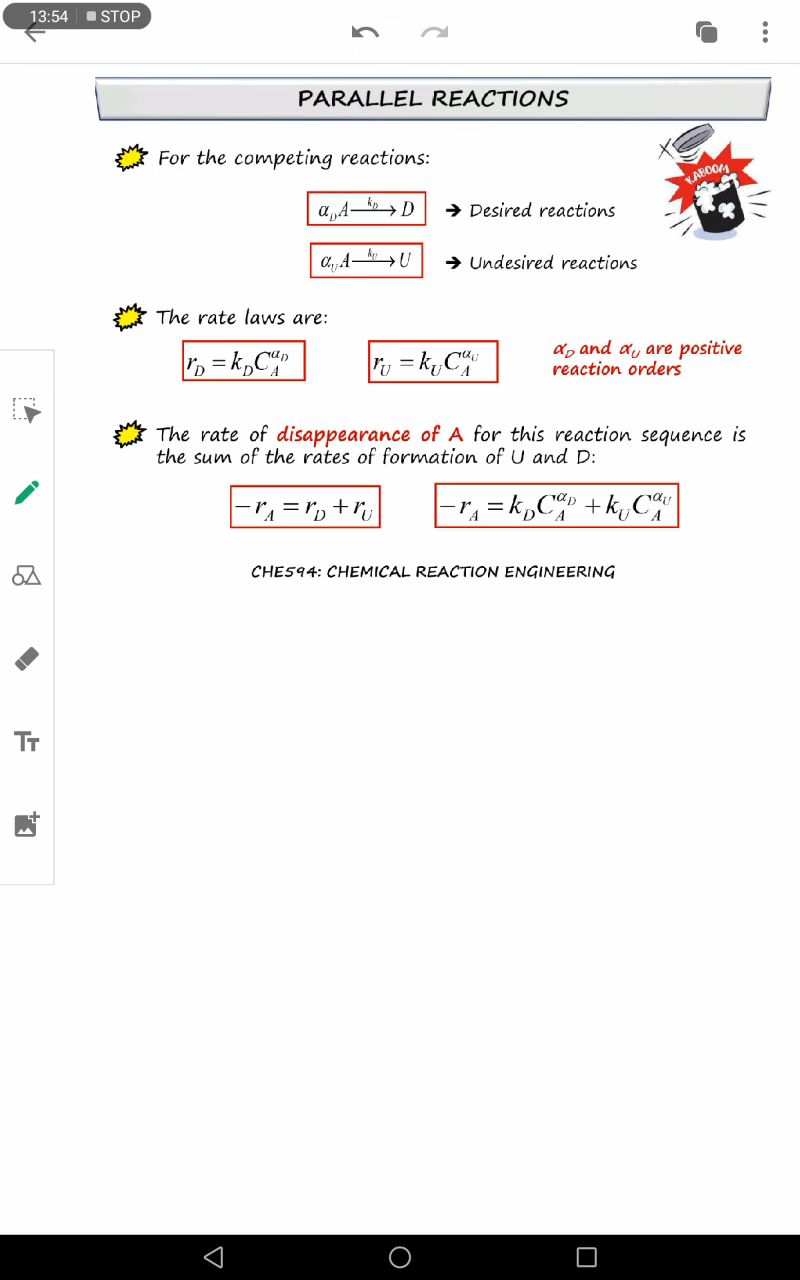 13:54 STOP
PARALLEL REACTIONS
For the competing reactions:
KABOOM
α_D A —k_D→ D → Desired reactions
α_U A —k_U→ U → Undesired reactions
The rate laws are:
r_D = k_D C_A^{α_D} r_U = k_U C_A^{α_U}
α_D and α_U are positive
reaction orders
The rate of disappearance of A for this reaction sequence is
the sum of the rates of formation of U and D:
−r_A = r_D + r_U −r_A = k_D C_A^{α_D} + k_U C_A^{α_U}
CHE594: CHEMICAL REACTION ENGINEERING
TT